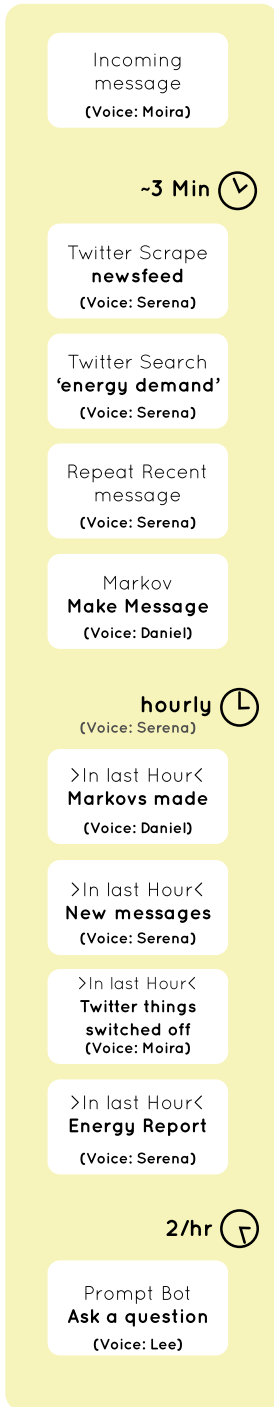 Incoming
message
(Voice: Moira)
~3 Min
Twitter Scrape
newsfeed
(Voice: Serena)
Twitter Search
‘energy demand’
(Voice: Serena)
Repeat Recent
message
(Voice: Serena)
Markov
Make Message
(Voice: Daniel)
hourly
(Voice: Serena)
>In last Hour<
Markovs made
(Voice: Daniel)
>In last Hour<
New messages
(Voice: Serena)
>In last Hour<
Twitter things
switched off
(Voice: Moira)
>In last Hour<
Energy Report
(Voice: Serena)
2/hr
Prompt Bot
Ask a question
(Voice: Lee)